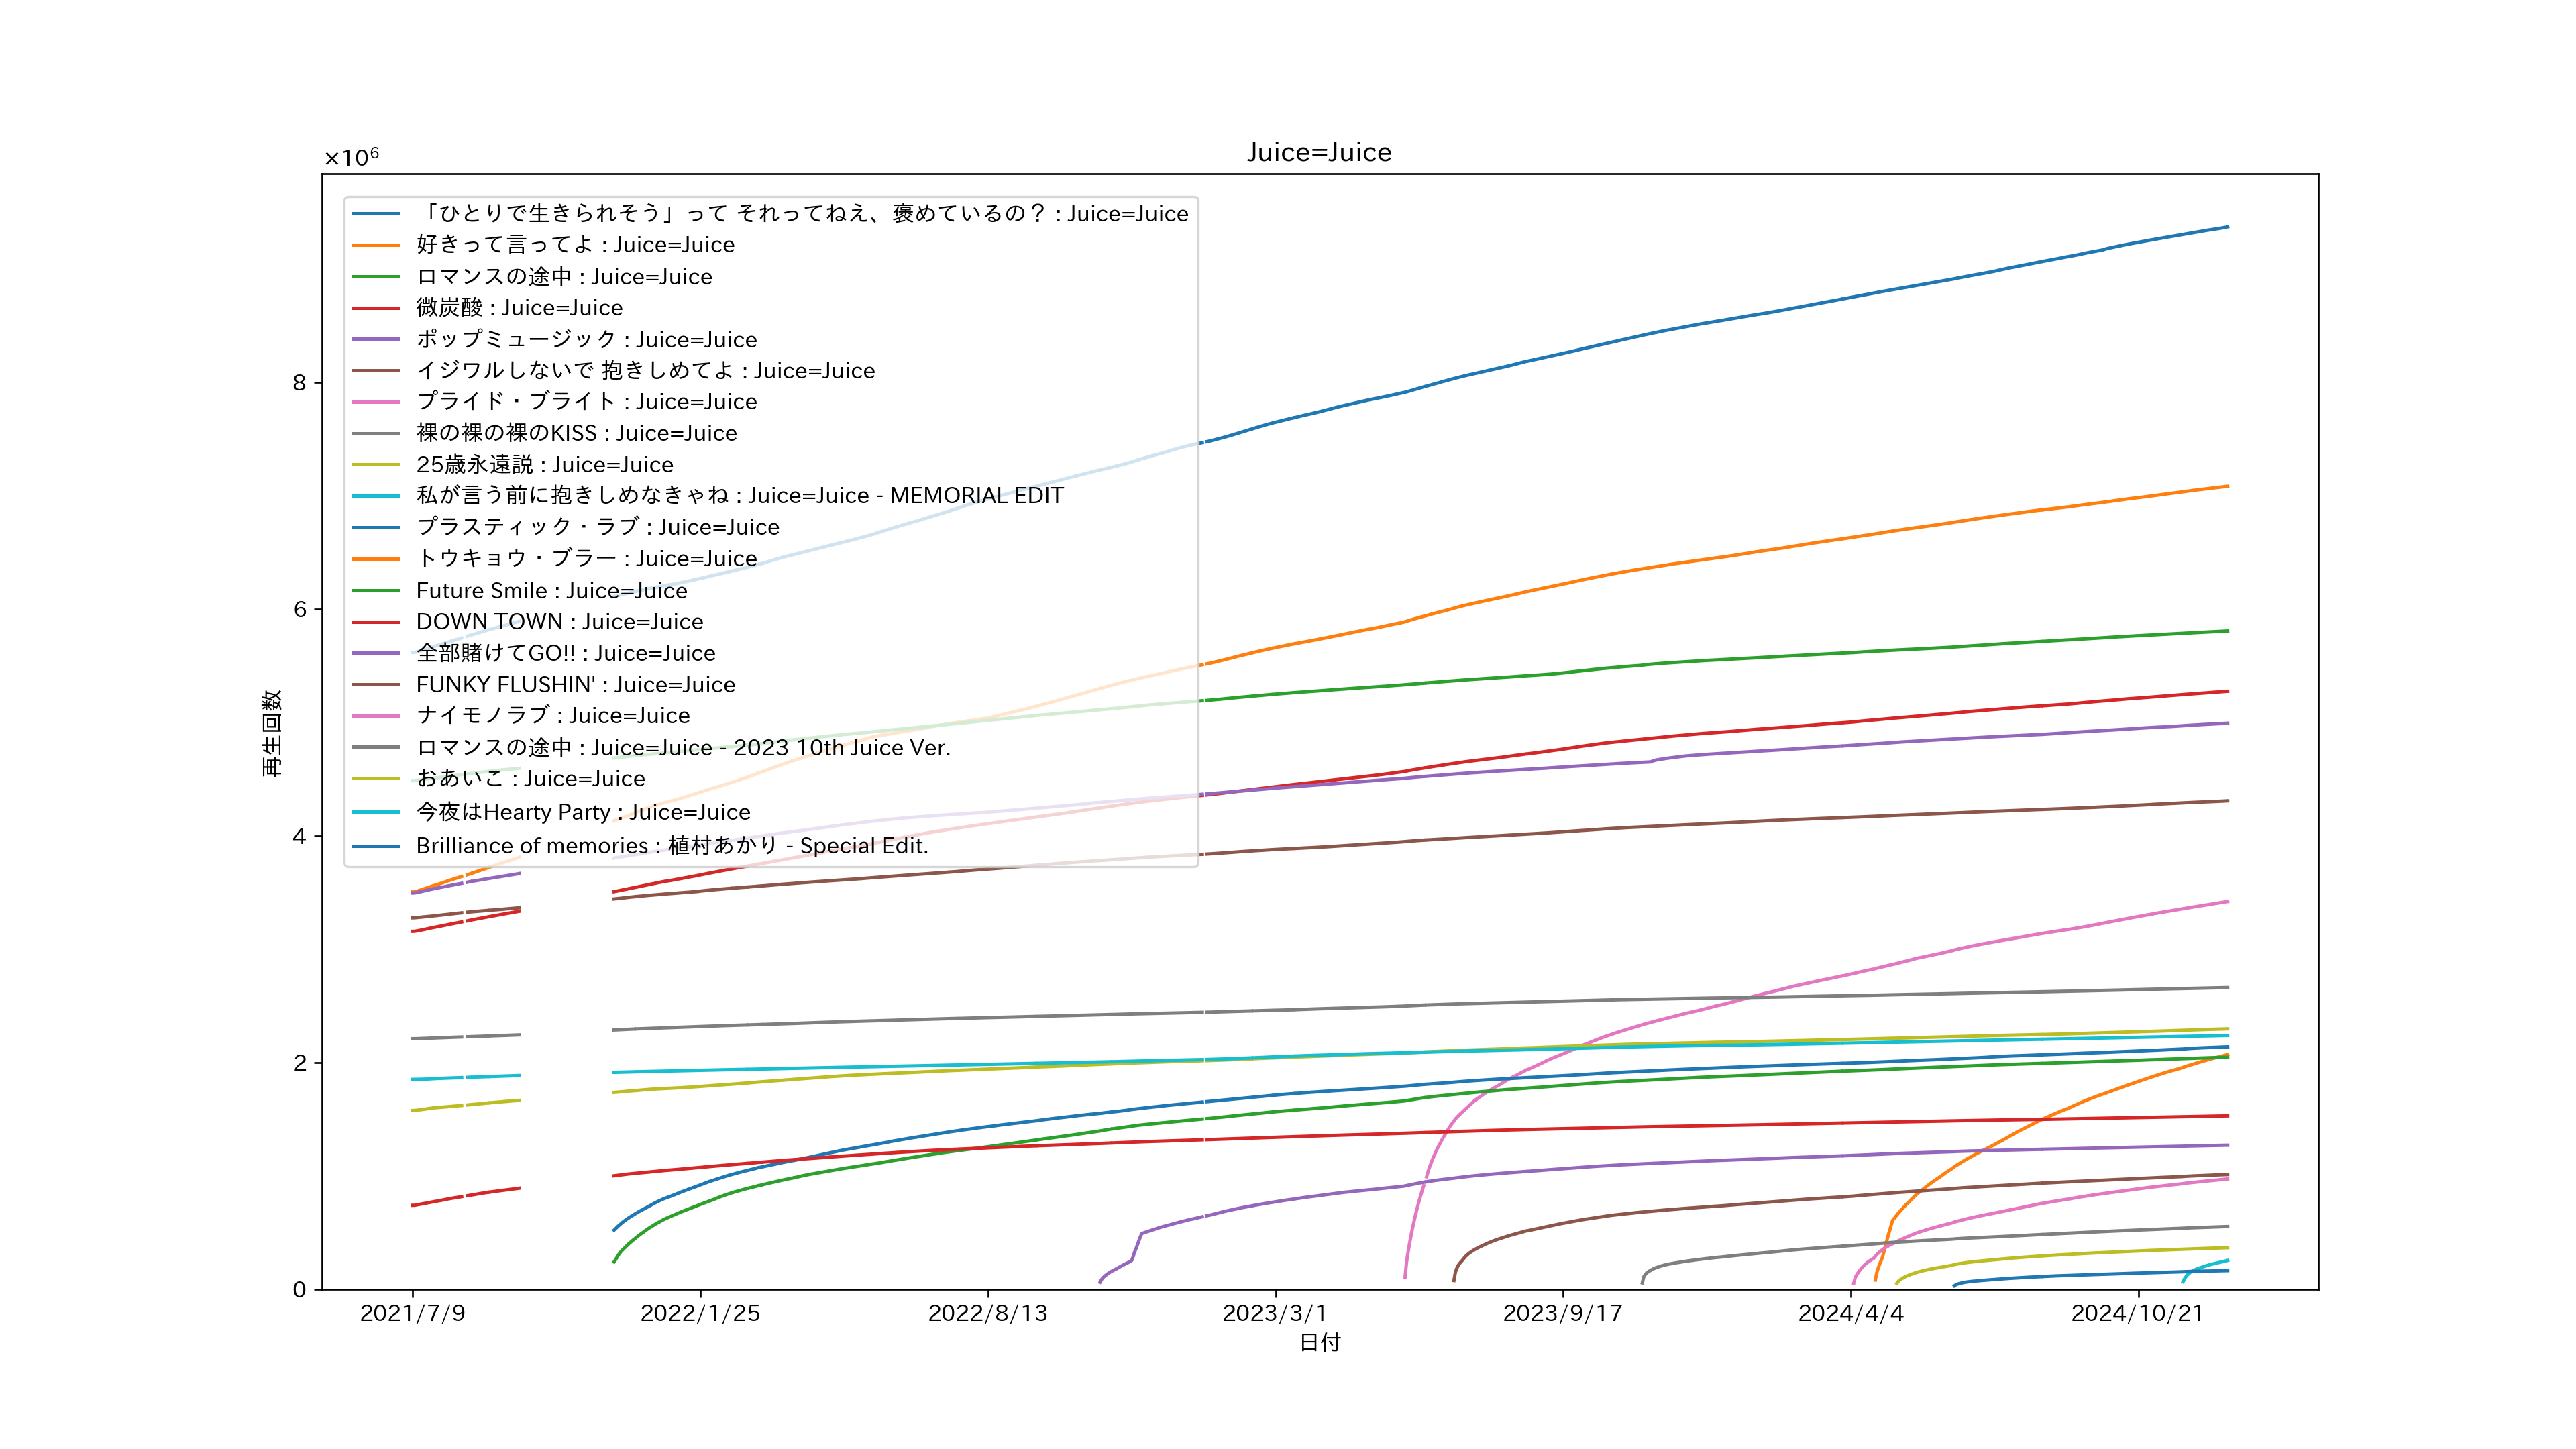 Juice=Juice
×10⁶
「ひとりで生きられそう」って それってねえ、褒めているの？ : Juice=Juice
好きって言ってよ : Juice=Juice
ロマンスの途中 : Juice=Juice
微炭酸 : Juice=Juice
ポップミュージック : Juice=Juice
イジワルしないで 抱きしめてよ : Juice=Juice
プライド・ブライト : Juice=Juice
裸の裸の裸のKISS : Juice=Juice
25歳永遠説 : Juice=Juice
私が言う前に抱きしめなきゃね : Juice=Juice - MEMORIAL EDIT
プラスティック・ラブ : Juice=Juice
トウキョウ・ブラー : Juice=Juice
Future Smile : Juice=Juice
DOWN TOWN : Juice=Juice
全部賭けてGO!! : Juice=Juice
FUNKY FLUSHIN' : Juice=Juice
ナイモノラブ : Juice=Juice
ロマンスの途中 : Juice=Juice - 2023 10th Juice Ver.
おあいこ : Juice=Juice
今夜はHearty Party : Juice=Juice
Brilliance of memories : 植村あかり - Special Edit.
8
6
4
2
0
再生回数
2021/7/9 2022/1/25 2022/8/13 2023/3/1 2023/9/17 2024/4/4 2024/10/21
日付